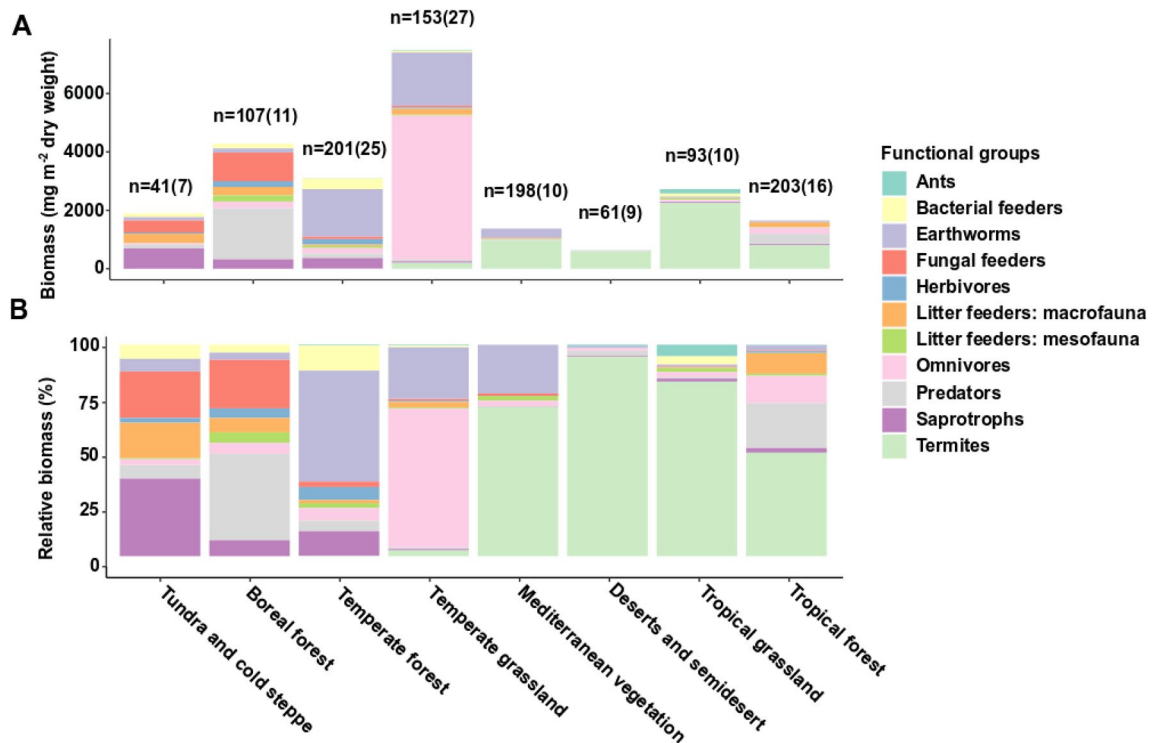 A
Biomass (mg m⁻² dry weight)
6000
4000
2000
0
n=41(7)
n=107(11)
n=201(25)
n=153(27)
n=198(10)
n=61(9)
n=93(10)
n=203(16)
Functional groups
Ants
Bacterial feeders
Earthworms
Fungal feeders
Herbivores
Litter feeders: macrofauna
Litter feeders: mesofauna
Omnivores
Predators
Saprotrophs
Termites
B
Relative biomass (%)
100
75
50
25
0
Tundra and cold steppe
Boreal forest
Temperate forest
Temperate grassland
Mediterranean vegetation
Deserts and semidesert
Tropical grassland
Tropical forest